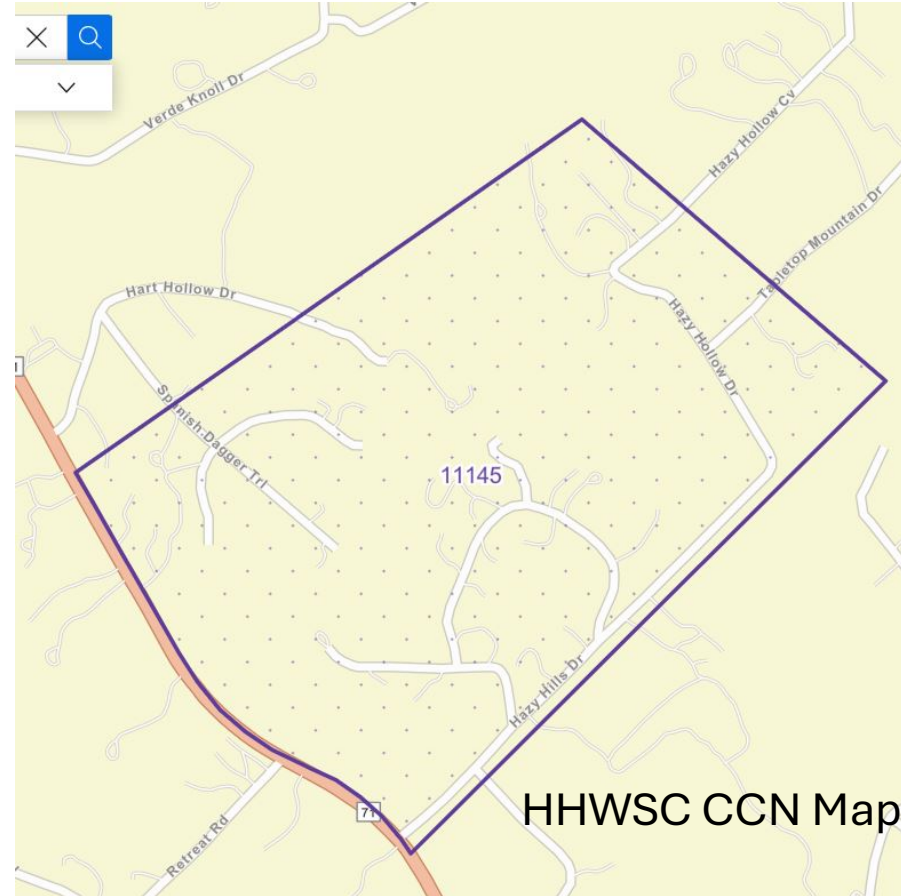 Verde Knoll Dr
Hazy Hollow Cv
Tabletop Mountain Dr
Hart Hollow Dr
Hazy Hollow Dr
Spanish Dagger Trl
11145
Hazy Hills Dr
71
HHWSC CCN Map
Retreat Rd